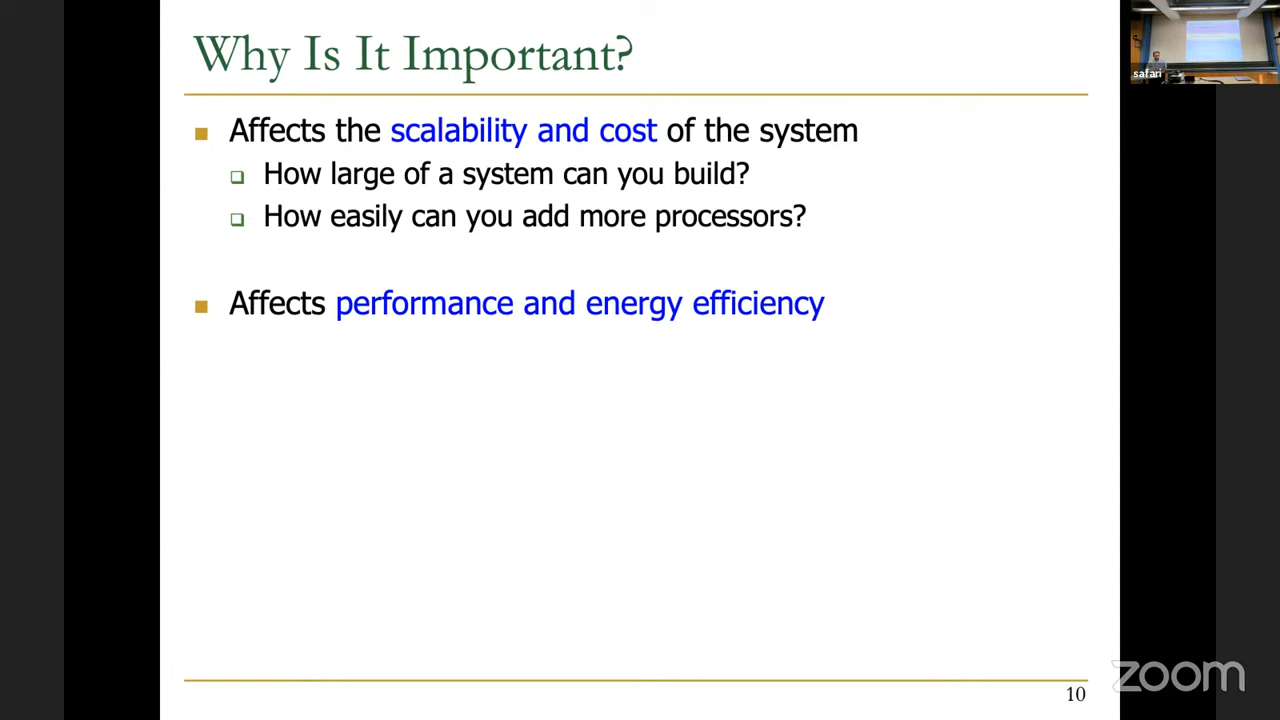 Why Is It Important?
Affects the scalability and cost of the system
How large of a system can you build?
How easily can you add more processors?
Affects performance and energy efficiency
10
safari
zoom